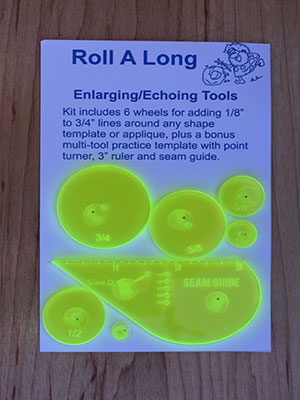 Roll A Long
Enlarging/Echoing Tools
Kit includes 6 wheels for adding 1/8"
to 3/4" lines around any shape
template or applique, plus a bonus
multi-tool practice template with point
turner, 3" ruler and seam guide.
3/4
5/8
1
2
SEAM GUIDE
1/2